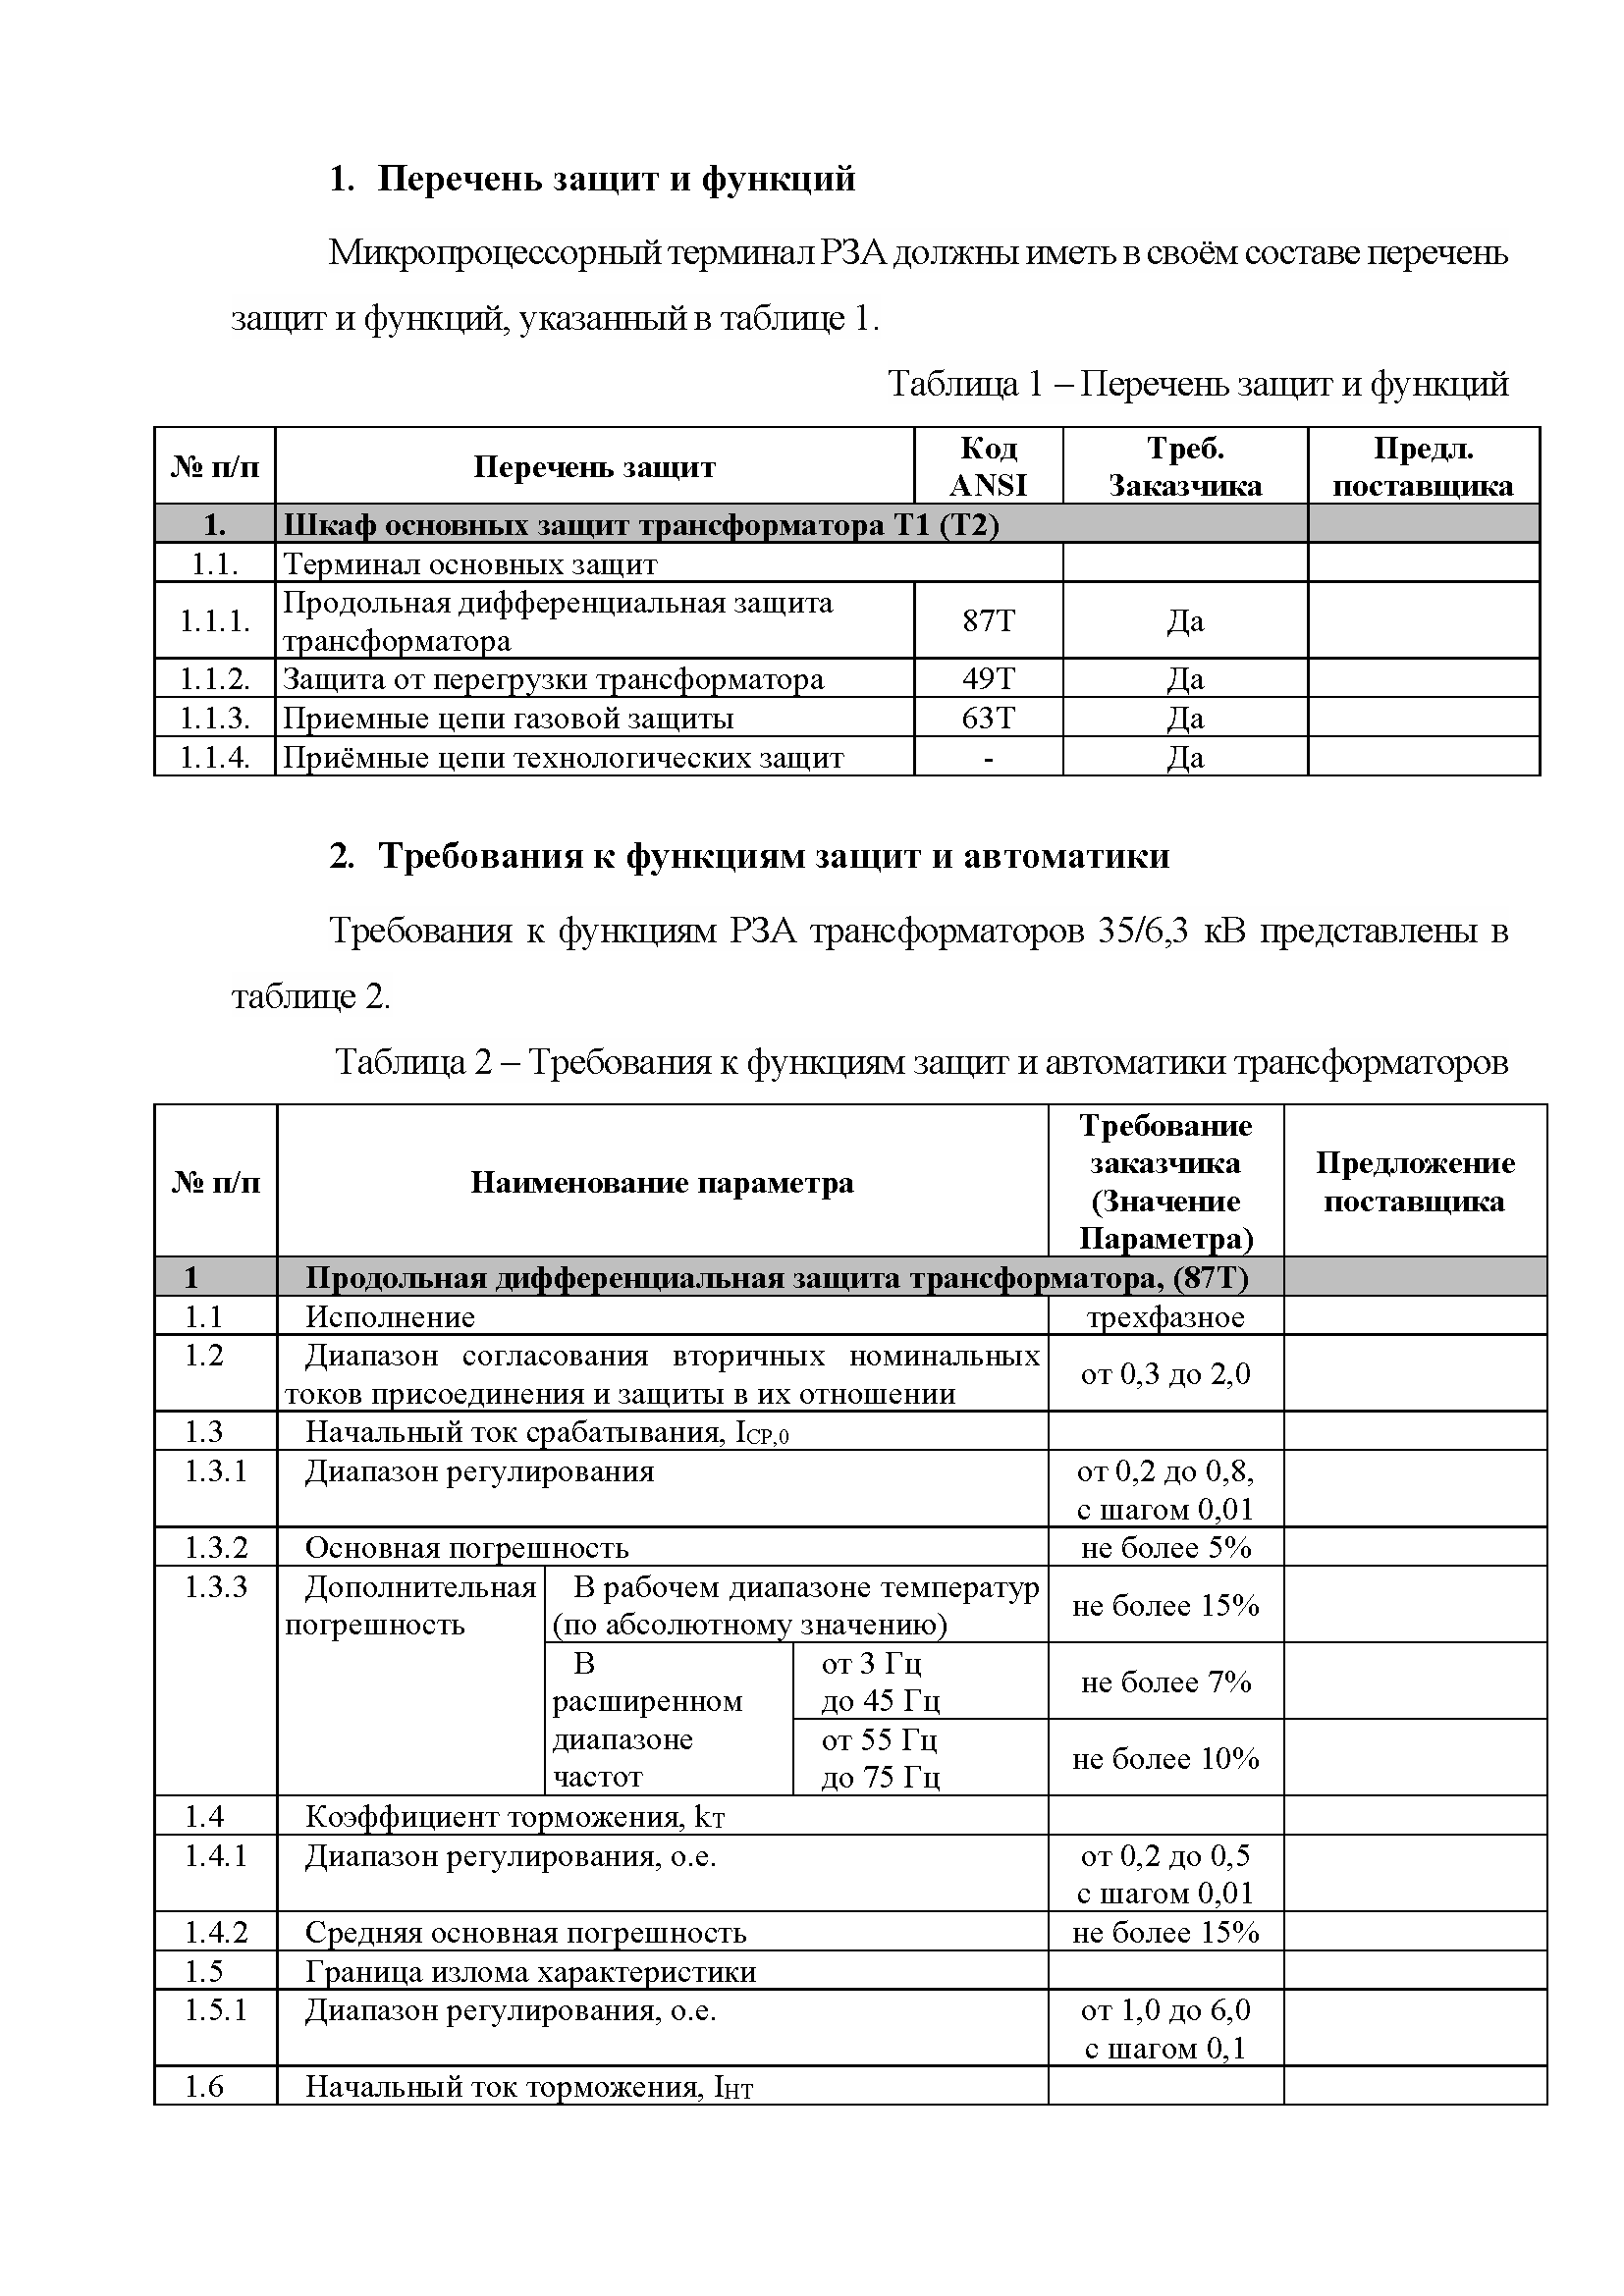 1. Перечень защит и функций
Микропроцессорный терминал РЗА должны иметь в своём составе перечень
защит и функций, указанный в таблице 1.
Таблица 1 – Перечень защит и функций
№ п/п
Перечень защит
Код
ANSI
Треб.
Заказчика
Предл.
поставщика
1. Шкаф основных защит трансформатора Т1 (Т2)
1.1. Терминал основных защит
1.1.1.
Продольная дифференциальная защита
трансформатора
87Т
Да
1.1.2. Защита от перегрузки трансформатора 49Т Да
1.1.3. Приемные цепи газовой защиты 63Т Да
1.1.4. Приёмные цепи технологических защит - Да
2. Требования к функциям защит и автоматики
Требования к функциям РЗА трансформаторов 35/6,3 кВ представлены в
таблице 2.
Таблица 2 – Требования к функциям защит и автоматики трансформаторов
№ п/п
Наименование параметра
Требование
заказчика
(Значение
Параметра)
Предложение
поставщика
1 Продольная дифференциальная защита трансформатора, (87Т)
1.1 Исполнение трехфазное
1.2 Диапазон согласования вторичных номинальных
токов присоединения и защиты в их отношении
от 0,3 до 2,0
1.3 Начальный ток срабатывания, IСР,0
1.3.1 Диапазон регулирования от 0,2 до 0,8,
с шагом 0,01
1.3.2 Основная погрешность не более 5%
1.3.3 Дополнительная
погрешность
В рабочем диапазоне температур
(по абсолютному значению)
не более 15%
В
расширенном
диапазоне
частот
от 3 Гц
до 45 Гц
не более 7%
от 55 Гц
до 75 Гц
не более 10%
1.4 Коэффициент торможения, kТ
1.4.1 Диапазон регулирования, о.е. от 0,2 до 0,5
с шагом 0,01
1.4.2 Средняя основная погрешность не более 15%
1.5 Граница излома характеристики
1.5.1 Диапазон регулирования, о.е. от 1,0 до 6,0
с шагом 0,1
1.6 Начальный ток торможения, IНТ